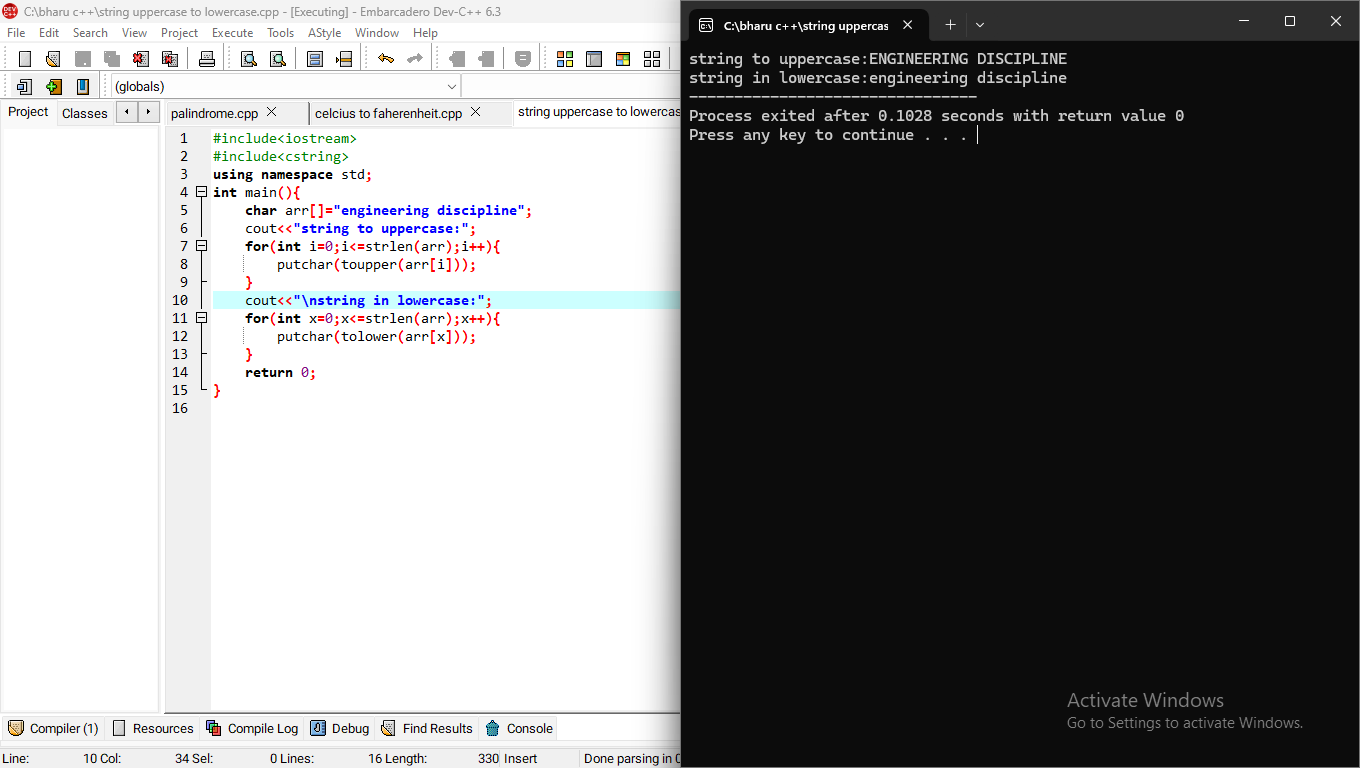 C:\bharu c++\string uppercase to lowercase.cpp - [Executing] - Embarcadero Dev-C++ 6.3
File Edit Search View Project Execute Tools AStyle Window Help
(globals)
Project Classes
palindrome.cpp celcius to faherenheit.cpp string uppercase to lowercas
1 #include<iostream>
2 #include<cstring>
3 using namespace std;
4 int main(){
5 char arr[]="engineering discipline";
6 cout<<"string to uppercase:";
7 for(int i=0;i<=strlen(arr);i++){
8 putchar(toupper(arr[i]));
9 }
10 cout<<"\nstring in lowercase:";
11 for(int x=0;x<=strlen(arr);x++){
12 putchar(tolower(arr[x]));
13 }
14 return 0;
15 }
16
Compiler (1) Resources Compile Log Debug Find Results Console
Line: 10 Col: 34 Sel: 0 Lines: 16 Length: 330 Insert Done parsing in 0
C:\bharu c++\string uppercas
string to uppercase:ENGINEERING DISCIPLINE
string in lowercase:engineering discipline
--------------------------------
Process exited after 0.1028 seconds with return value 0
Press any key to continue . . .
Activate Windows
Go to Settings to activate Windows.